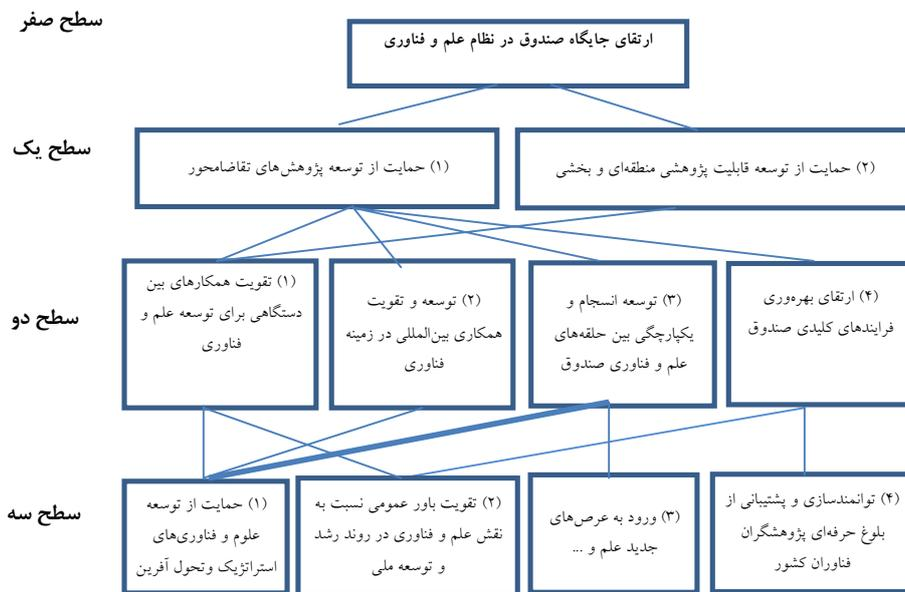 سطح صفر
ارتقای جایگاه صندوق در نظام علم و فناوری
سطح یک
(۱) حمایت از توسعه پژوهش‌های تقاضامحور
(۲) حمایت از توسعه قابلیت پژوهشی منطقه‌ای و بخشی
سطح دو
(۱) تقویت همکارهای بین
دستگاهی برای توسعه علم و
فناوری
(۲) توسعه و تقویت
همکاری بین‌المللی در زمینه
فناوری
(۳) توسعه انسجام و
یکپارچگی بین حلقه‌های
علم و فناوری صندوق
(۴) ارتقای بهره‌وری
فرایندهای کلیدی صندوق
سطح سه
(۱) حمایت از توسعه
علوم و فناوری‌های
استراتژیک وتحول آفرین
(۲) تقویت باور عمومی نسبت به
نقش علم و فناوری در روند رشد
و توسعه ملی
(۳) ورود به عرص‌های
جدید علم و ...
(۴) توانمندسازی و پشتیبانی از
بلوغ حرفه‌ای پژوهشگران
فناوران کشور